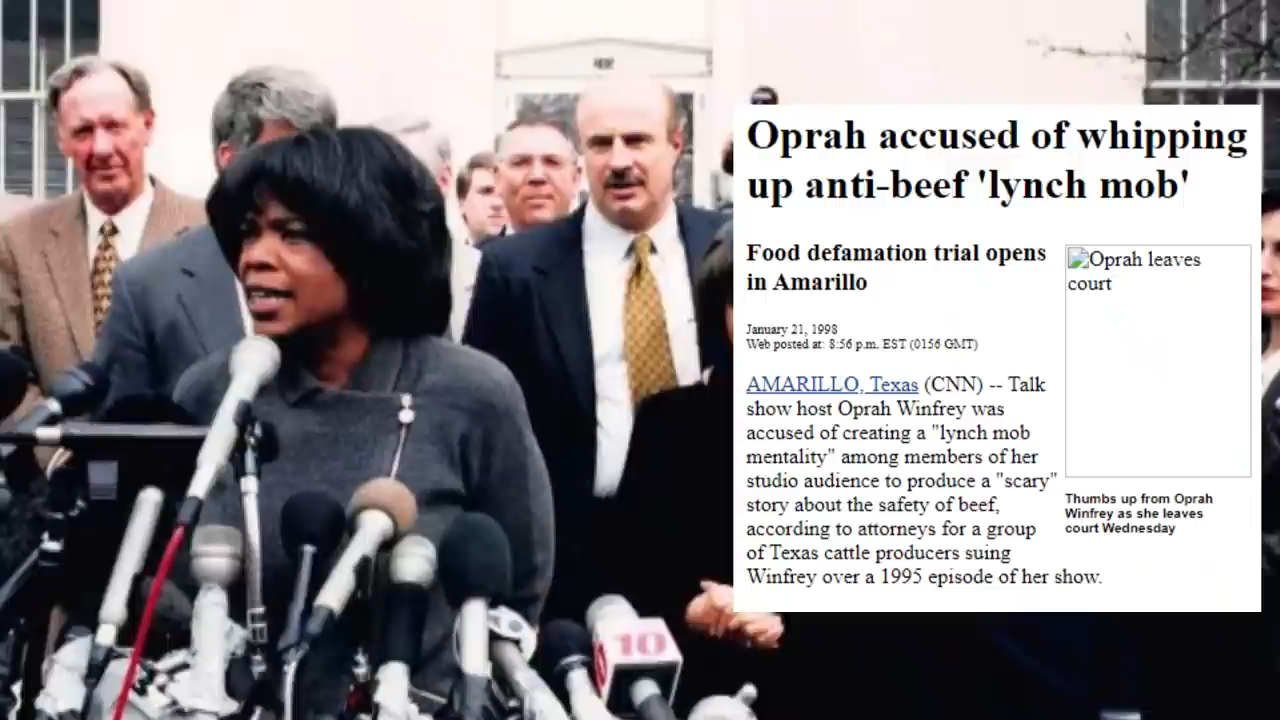 Oprah accused of whipping
up anti-beef 'lynch mob'
Food defamation trial opens
in Amarillo
January 21, 1998
Web posted at: 8:56 p.m. EST (0156 GMT)
AMARILLO, Texas (CNN) -- Talk
show host Oprah Winfrey was
accused of creating a "lynch mob
mentality" among members of her
studio audience to produce a "scary"
story about the safety of beef,
according to attorneys for a group
of Texas cattle producers suing
Winfrey over a 1995 episode of her show.
Oprah leaves
court
Thumbs up from Oprah
Winfrey as she leaves
court Wednesday
10